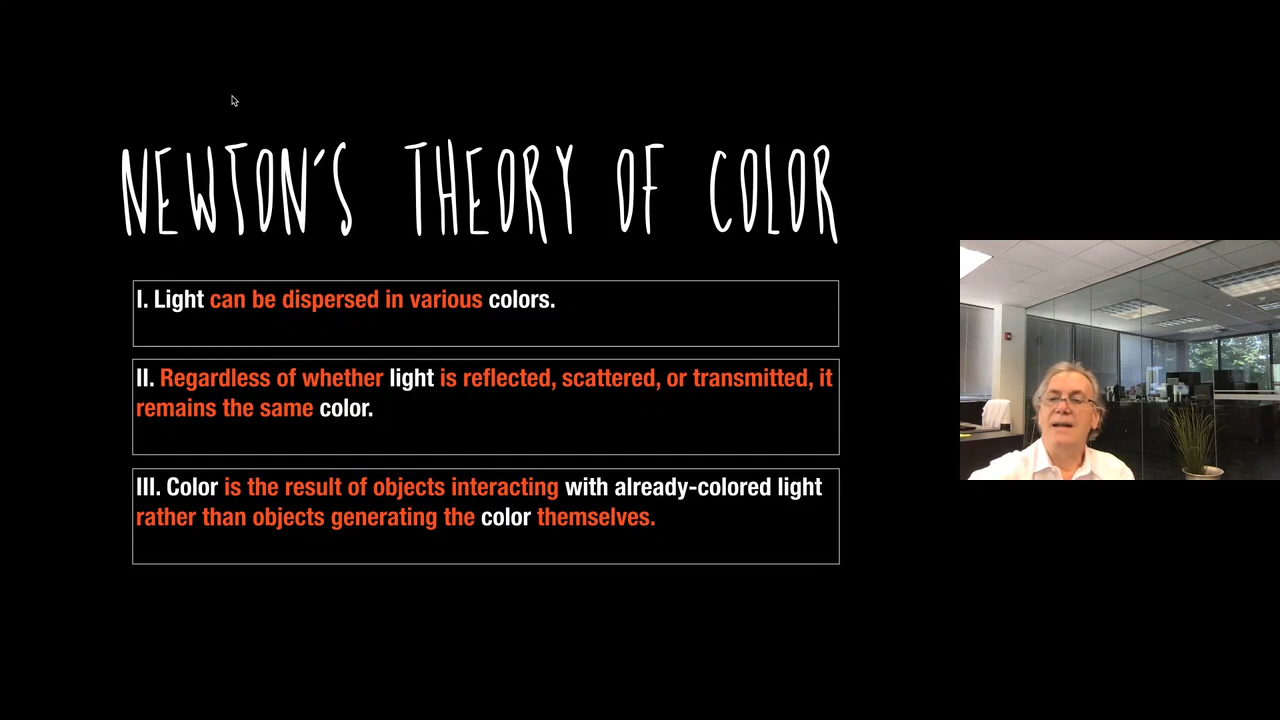 NEWTON'S THEORY OF COLOR
I. Light can be dispersed in various colors.
II. Regardless of whether light is reflected, scattered, or transmitted, it
remains the same color.
III. Color is the result of objects interacting with already-colored light
rather than objects generating the color themselves.